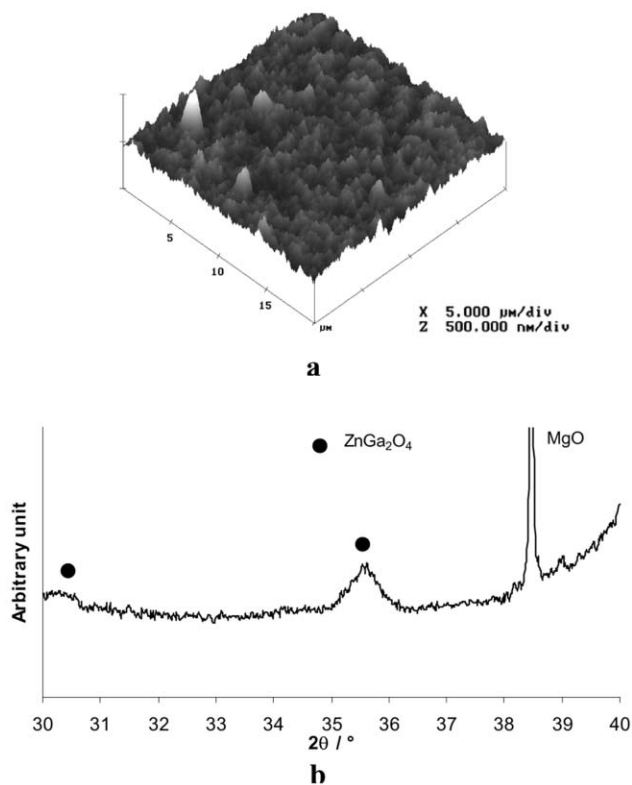 5
10
15
μm
X 5.000 μm/div
Z 500.000 nm/div
a
ZnGa₂O₄
MgO
Arbitrary unit
30 31 32 33 34 35 36 37 38 39 40
2θ / °
b